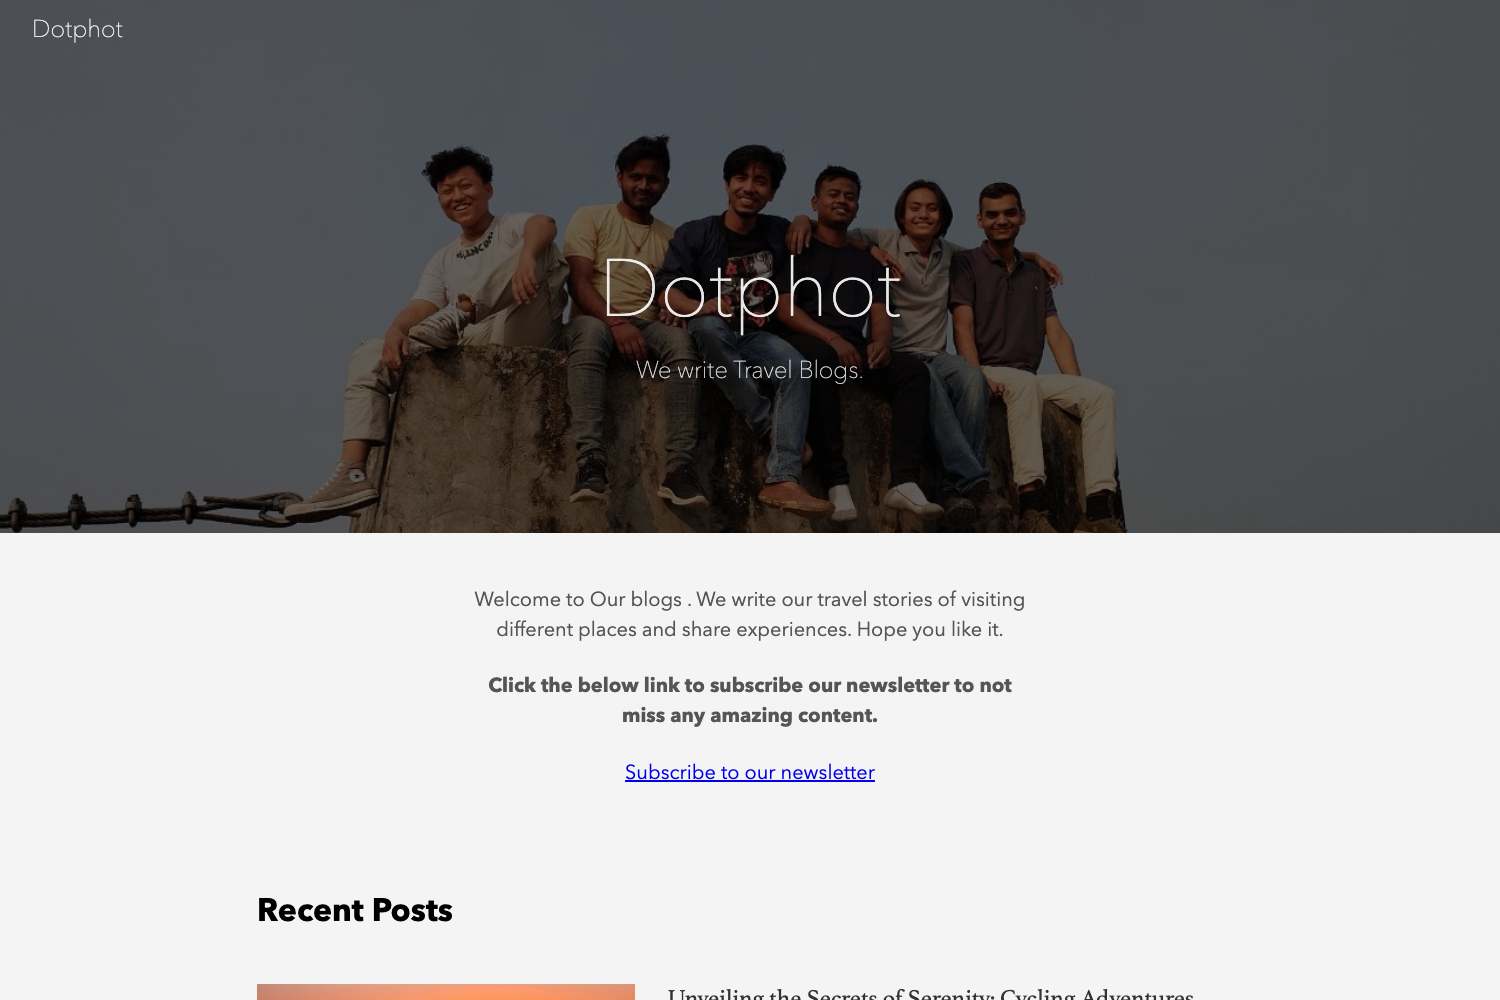 Dotphot
Dotphot
We write Travel Blogs.
Welcome to Our blogs . We write our travel stories of visiting
different places and share experiences. Hope you like it.
Click the below link to subscribe our newsletter to not
miss any amazing content.
Subscribe to our newsletter
Recent Posts
Unveiling the Secrets of Serenity: Cycling Adventures